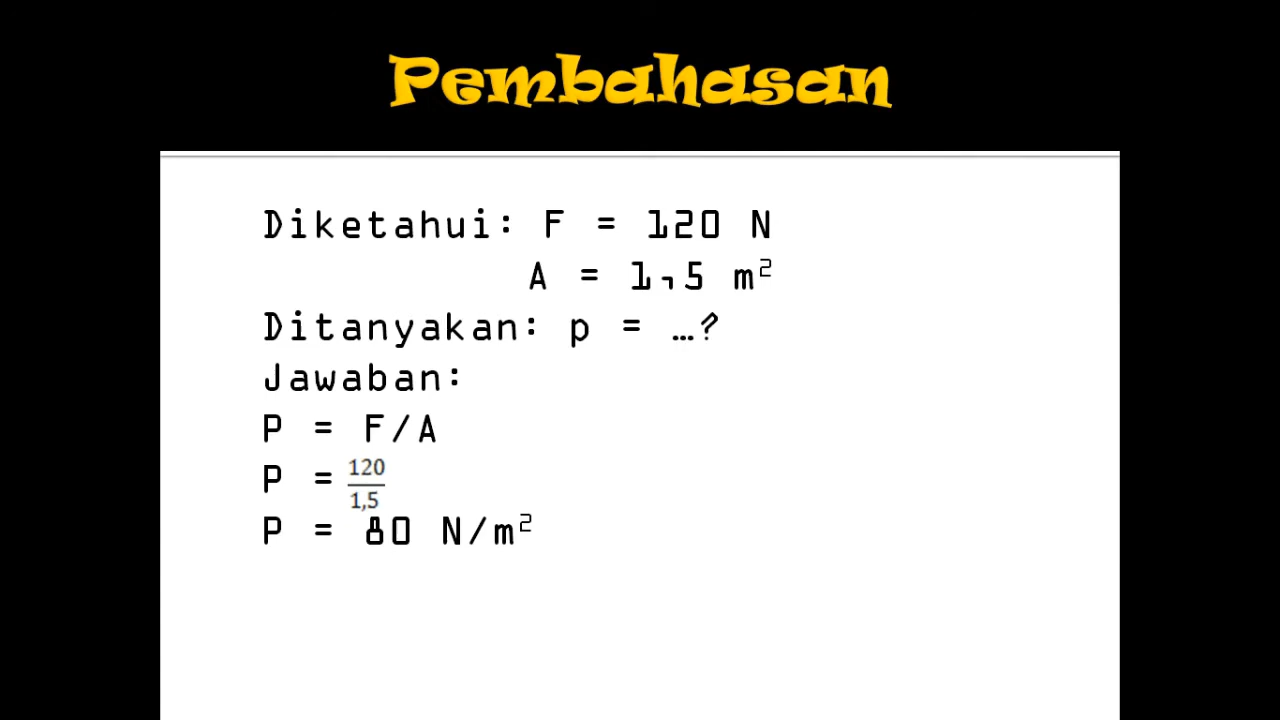 Pembahasan
Diketahui: F = 120 N
A = 1,5 m²
Ditanyakan: p = …?
Jawaban:
P = F/A
P = 120/1,5
P = 80 N/m²